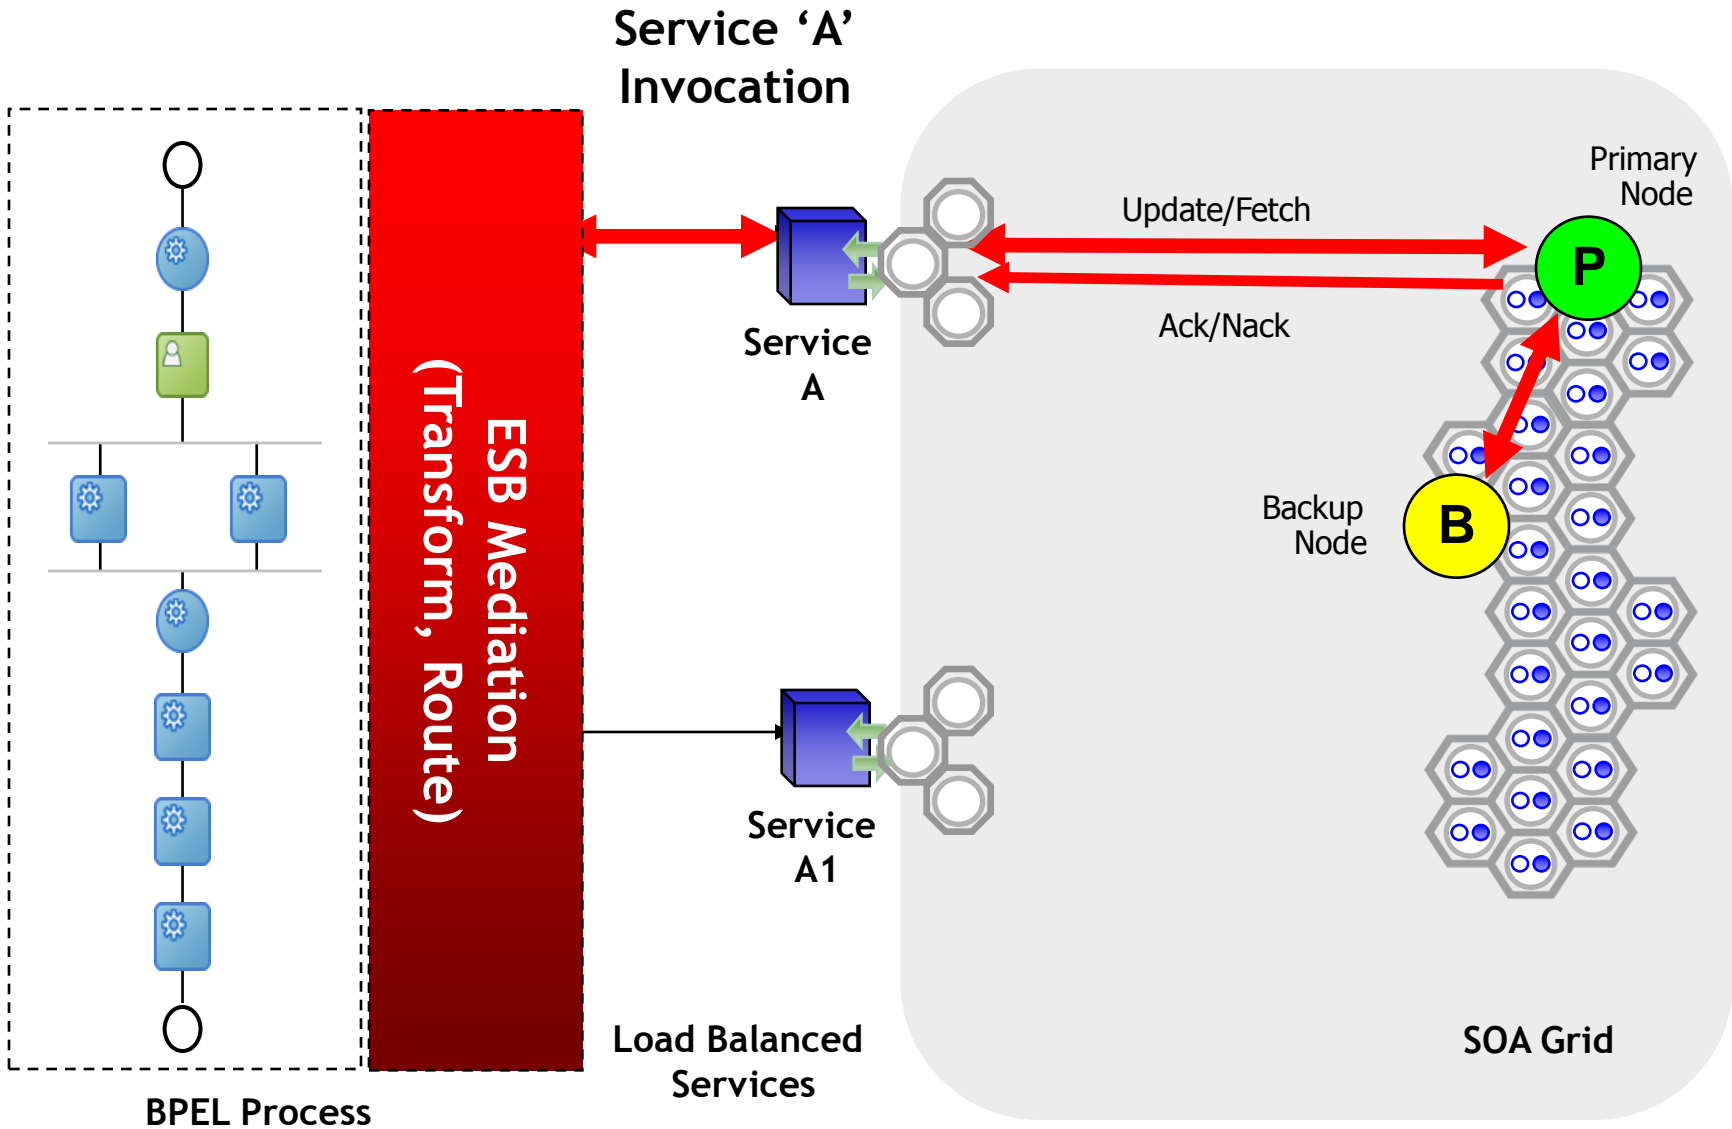 Service ‘A’
Invocation
Primary
Node
Update/Fetch
P
Ack/Nack
Service
A
ESB Mediation
(Transform, Route)
Backup
Node
B
Service
A1
Load Balanced
Services
SOA Grid
BPEL Process